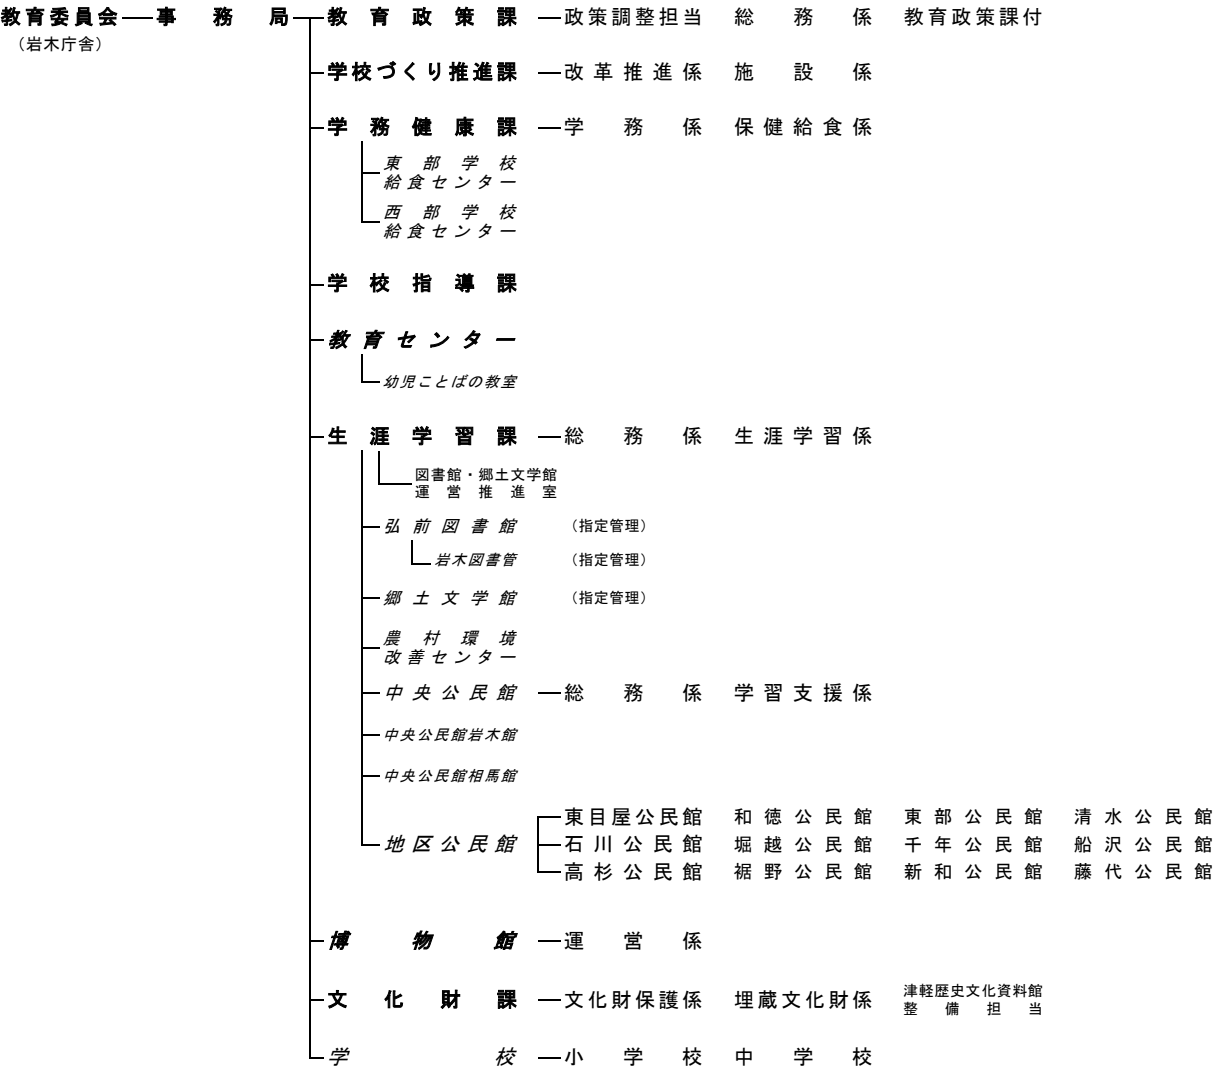 教育委員会 事務局 教育政策課 政策調整担当 総務係 教育政策課付
（岩木庁舎）
学校づくり推進課 改革推進係 施設係
学務健康課 学務係 保健給食係
東部学校
給食センター
西部学校
給食センター
学校指導課
教育センター
幼児ことばの教室
生涯学習課 総務係 生涯学習係
図書館・郷土文学館
運営推進室
弘前図書館 （指定管理）
岩木図書管 （指定管理）
郷土文学館 （指定管理）
農村環境
改善センター
中央公民館 総務係 学習支援係
中央公民館岩木館
中央公民館相馬館
東目屋公民館 和徳公民館 東部公民館 清水公民館
地区公民館 石川公民館 堀越公民館 千年公民館 船沢公民館
高杉公民館 裾野公民館 新和公民館 藤代公民館
博物館 運営係
文化財課 文化財保護係 埋蔵文化財係 津軽歴史文化資料館
整備担当
学校 小学校 中学校